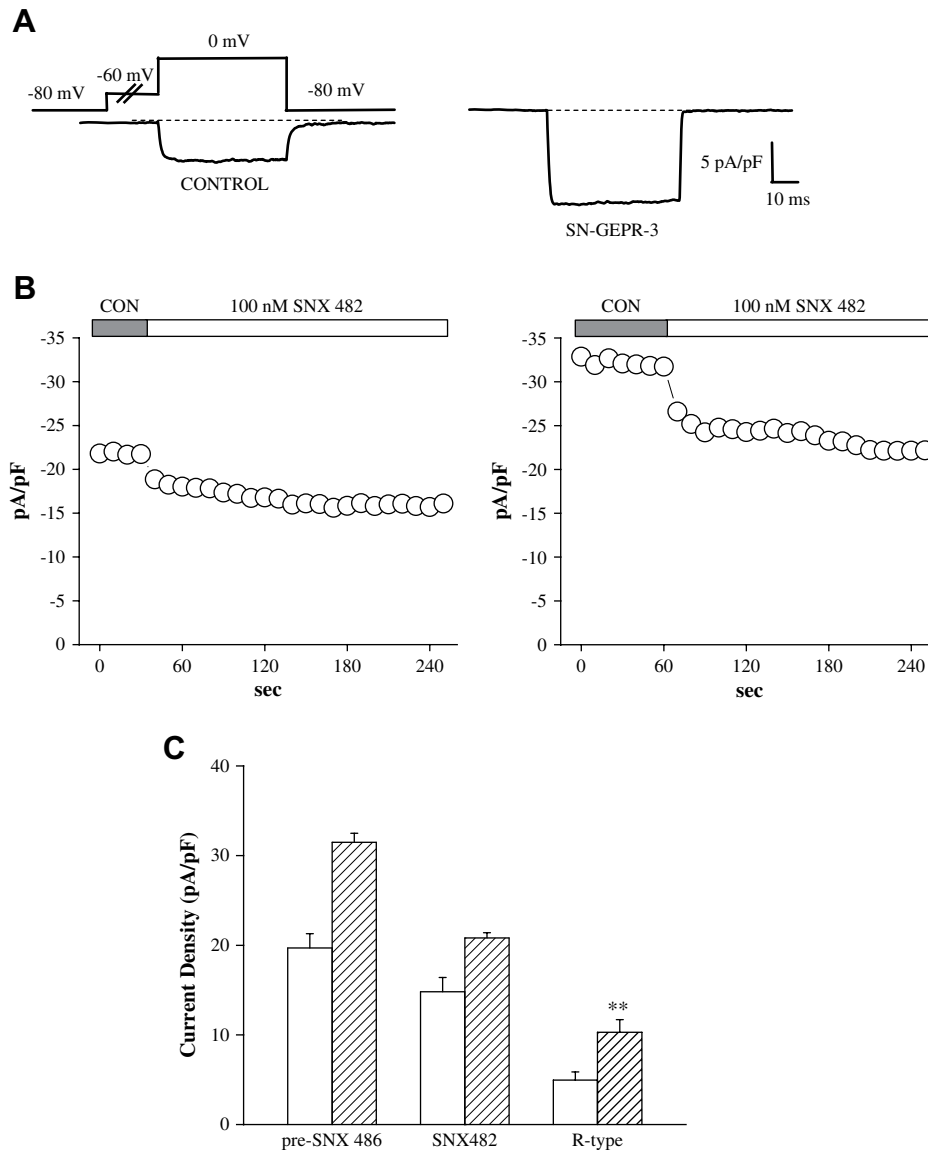 A
0 mV
-60 mV
-80 mV
-80 mV
CONTROL
5 pA/pF
10 ms
SN-GEPR-3
B
CON
100 nM SNX 482
-35
-30
-25
-20
-15
-10
-5
0
pA/pF
0
60
120
180
240
sec
CON
100 nM SNX 482
-35
-30
-25
-20
-15
-10
-5
0
pA/pF
0
60
120
180
240
sec
C
40
30
20
10
0
Current Density (pA/pF)
**
pre-SNX 486
SNX482
R-type